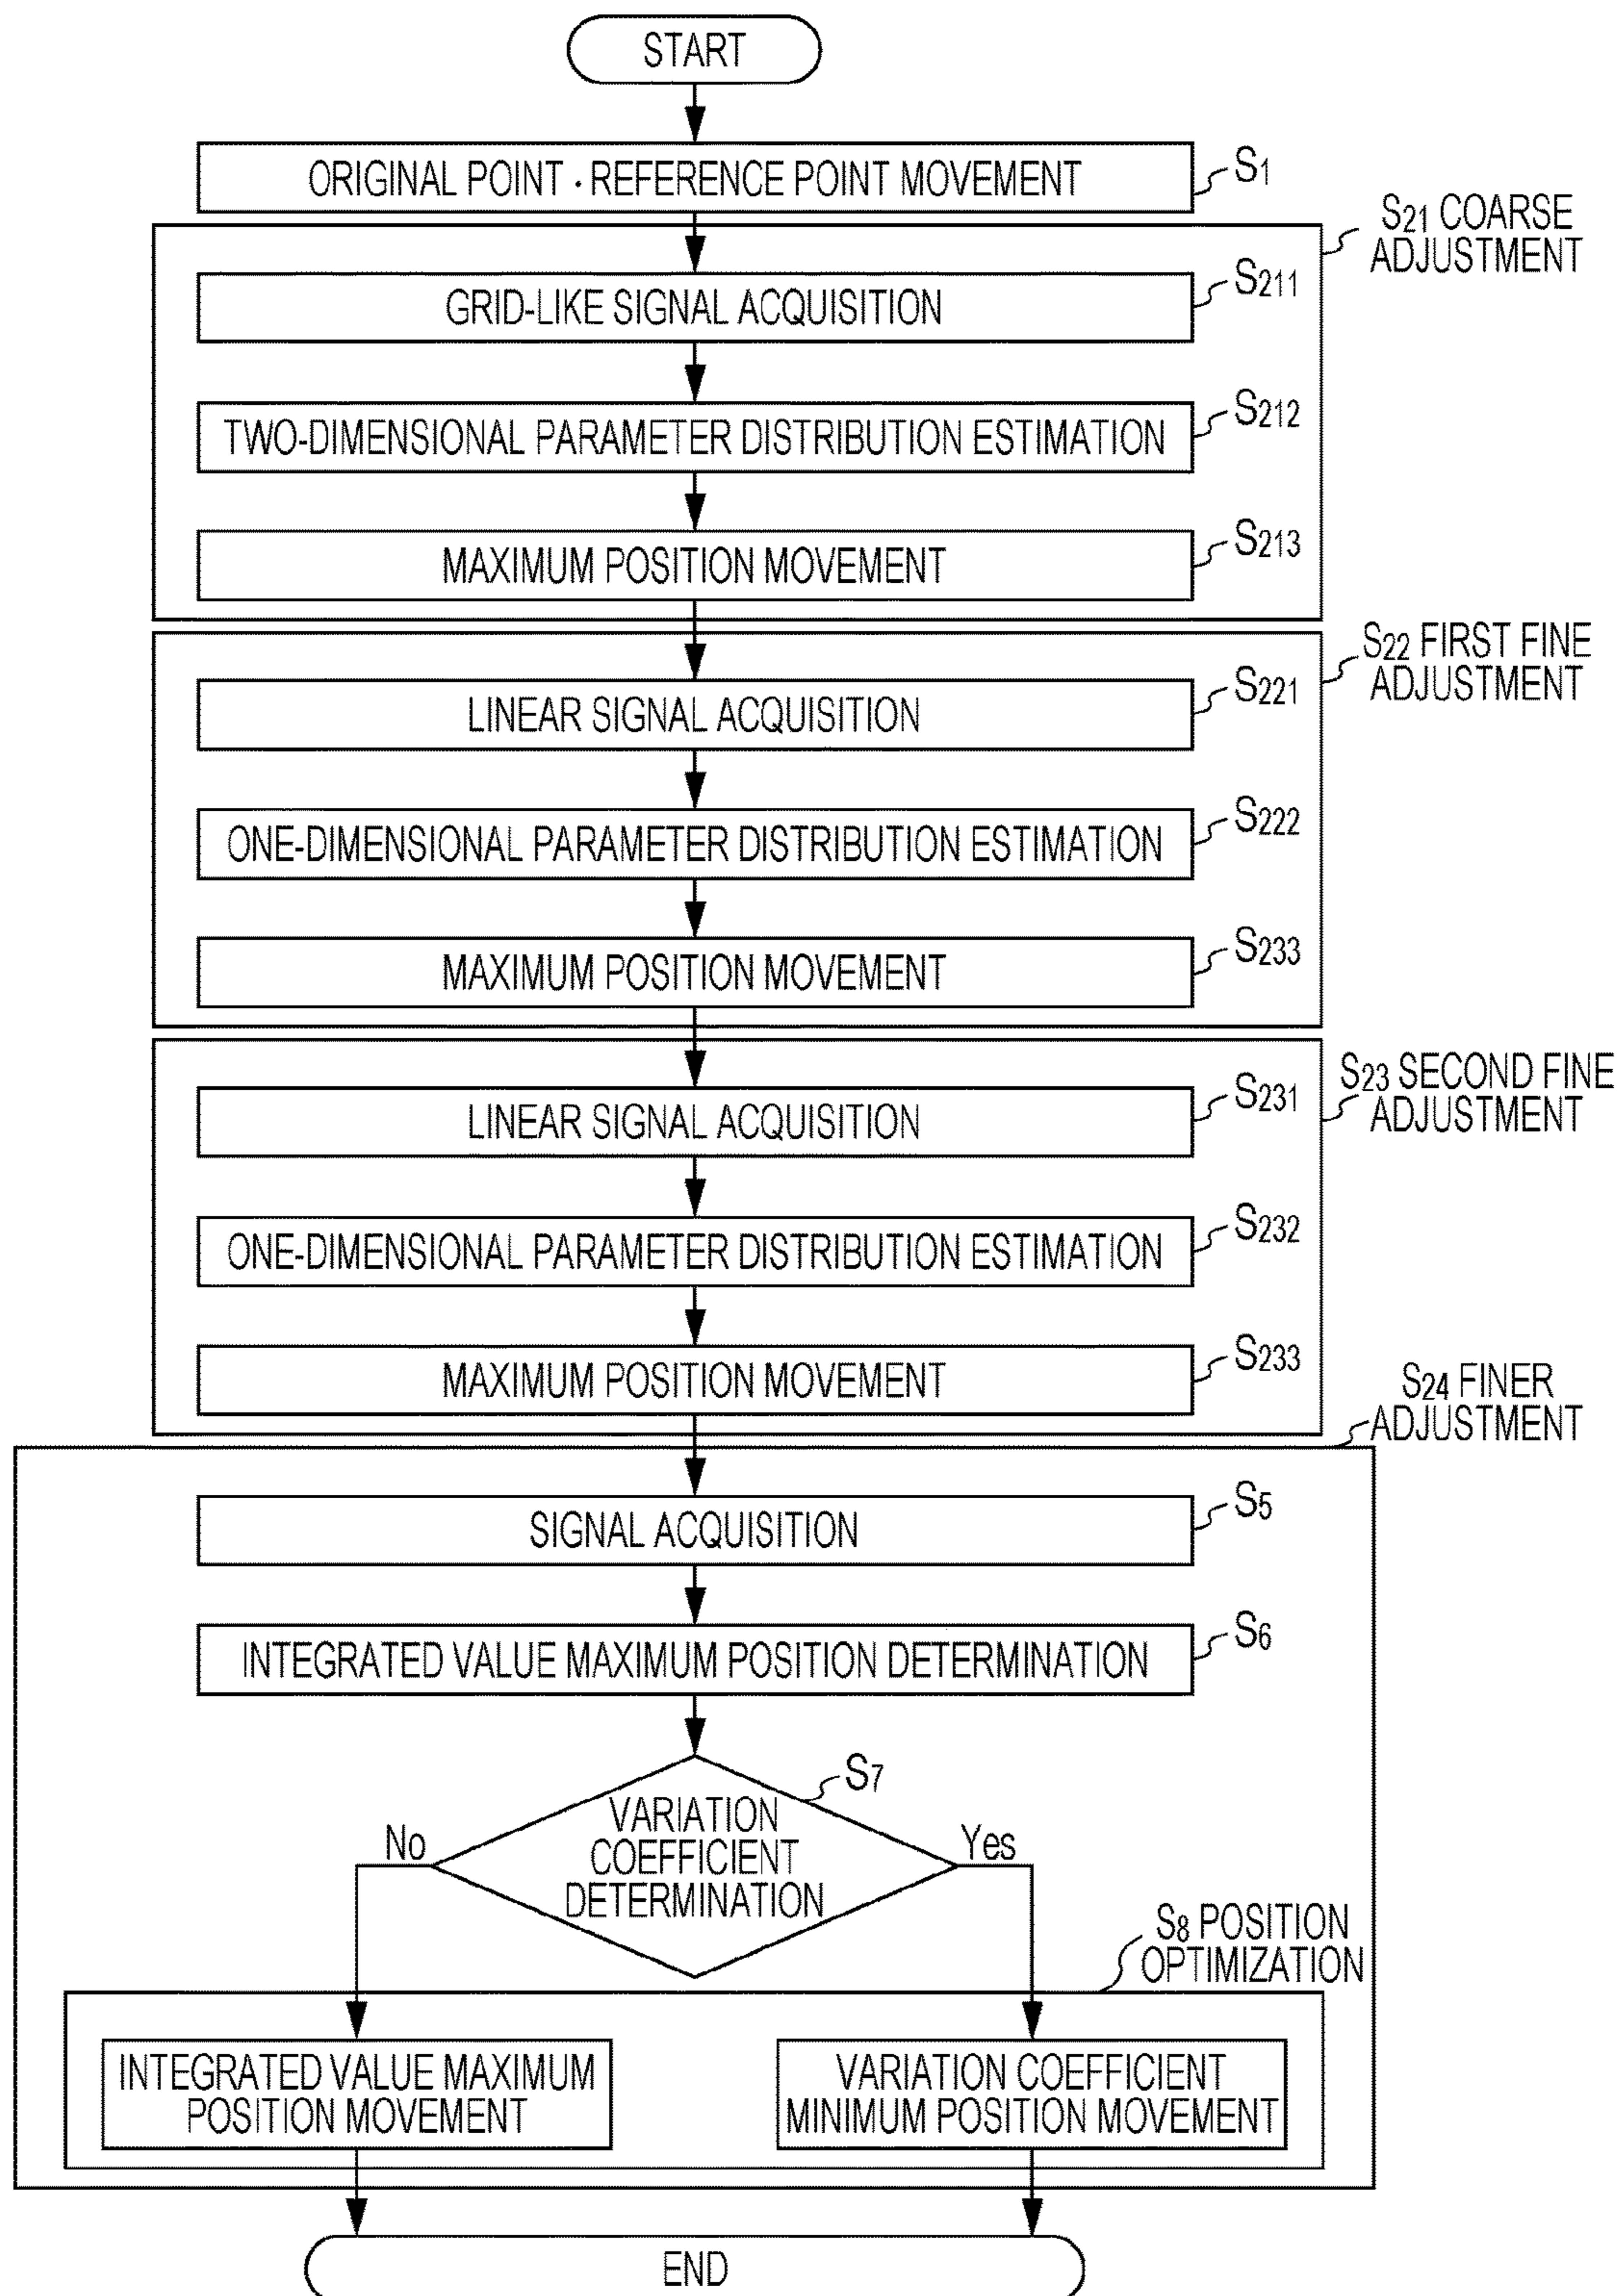 START
ORIGINAL POINT · REFERENCE POINT MOVEMENT
S1
S21 COARSE
ADJUSTMENT
GRID-LIKE SIGNAL ACQUISITION
S211
TWO-DIMENSIONAL PARAMETER DISTRIBUTION ESTIMATION
S212
MAXIMUM POSITION MOVEMENT
S213
S22 FIRST FINE
ADJUSTMENT
LINEAR SIGNAL ACQUISITION
S221
ONE-DIMENSIONAL PARAMETER DISTRIBUTION ESTIMATION
S222
MAXIMUM POSITION MOVEMENT
S233
S23 SECOND FINE
ADJUSTMENT
LINEAR SIGNAL ACQUISITION
S231
ONE-DIMENSIONAL PARAMETER DISTRIBUTION ESTIMATION
S232
MAXIMUM POSITION MOVEMENT
S233
S24 FINER
ADJUSTMENT
SIGNAL ACQUISITION
S5
INTEGRATED VALUE MAXIMUM POSITION DETERMINATION
S6
S7
VARIATION
COEFFICIENT
DETERMINATION
No
Yes
S8 POSITION
OPTIMIZATION
INTEGRATED VALUE MAXIMUM
POSITION MOVEMENT
VARIATION COEFFICIENT
MINIMUM POSITION MOVEMENT
END